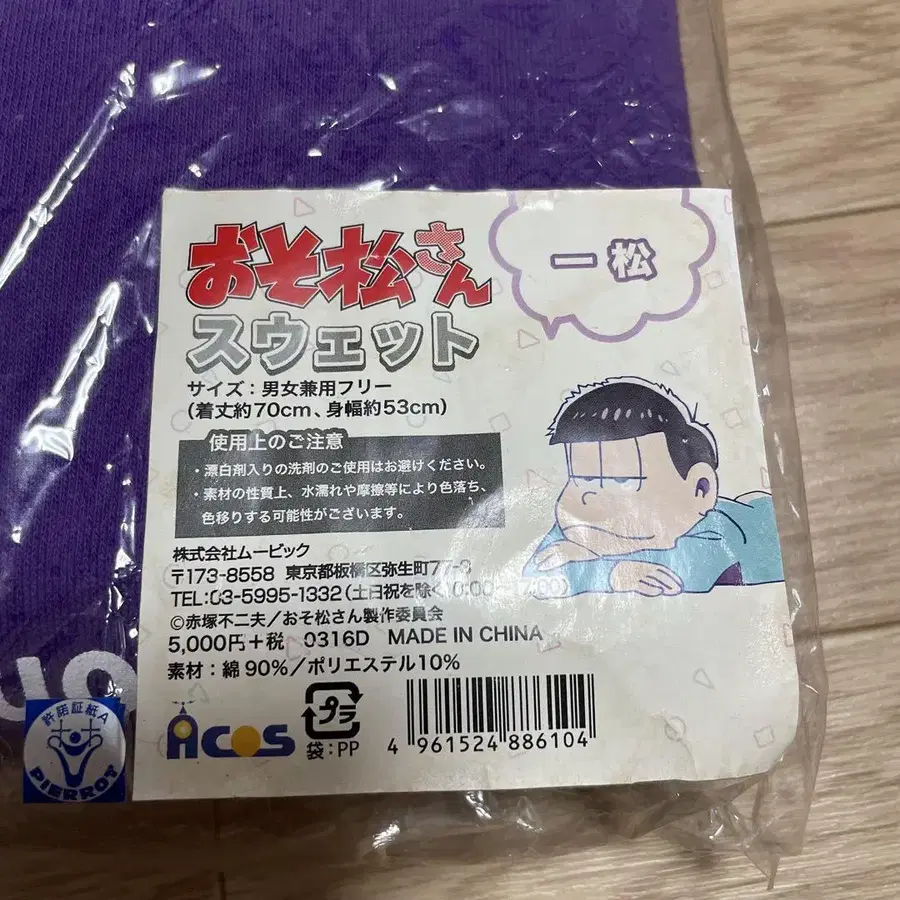 おそ松さん
スウェット
一松
サイズ：男女兼用フリー
(着丈約70cm、身幅約53cm)
使用上のご注意
・漂白剤入りの洗剤のご使用はお避けください。
・素材の性質上、水濡れや摩擦等により色落ち、
色移りする可能性がございます。
株式会社ムービック
〒173-8558 東京都板橋区弥生町77-3
TEL:03-5995-1332(土日祝を除く10:00~17:00)
©赤塚不二夫/おそ松さん製作委員会
5,000円+税 0316D MADE IN CHINA
素材：綿90%/ポリエステル10%
Acos
プラ
袋：PP
4 961524 886104
許諾証紙A
PIERROT